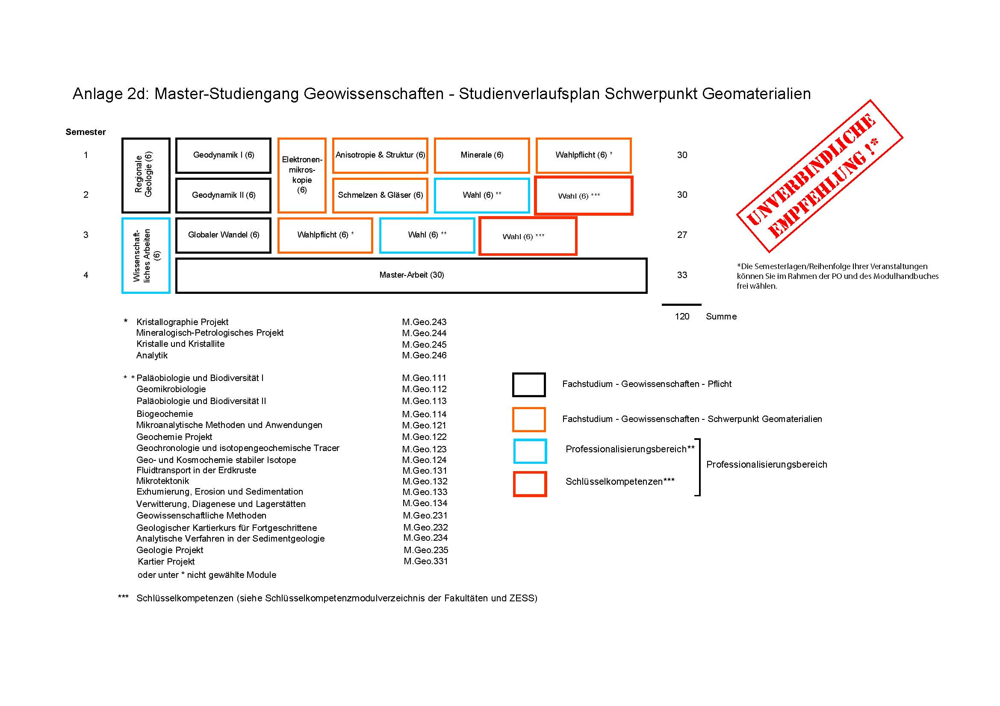 Anlage 2d: Master-Studiengang Geowissenschaften - Studienverlaufsplan Schwerpunkt Geomaterialien
UNVERBINDLICHE
EMPFEHLUNG !*
*Die Semesterlagen/Reihenfolge Ihrer Veranstaltungen
können Sie im Rahmen der PO und des Modulhandbuches
frei wählen.
Semester
1
Regionale
Geologie (6)
Geodynamik I (6)
Elektronen-
mikros-
kopie
(6)
Anisotropie & Struktur (6)
Minerale (6)
Wahlpflicht (6) *
30
2
Geodynamik II (6)
Schmelzen & Gläser (6)
Wahl (6) **
Wahl (6) ***
30
3
Wissenschaft-
liches Arbeiten
(6)
Globaler Wandel (6)
Wahlpflicht (6) *
Wahl (6) **
Wahl (6) ***
27
4
Master-Arbeit (30)
33
120 Summe
* Kristallographie Projekt M.Geo.243
Mineralogisch-Petrologisches Projekt M.Geo.244
Kristalle und Kristallite M.Geo.245
Analytik M.Geo.246
* * Paläobiologie und Biodiversität I M.Geo.111
Geomikrobiologie M.Geo.112
Paläobiologie und Biodiversität II M.Geo.113
Biogeochemie M.Geo.114
Mikroanalytische Methoden und Anwendungen M.Geo.121
Geochemie Projekt M.Geo.122
Geochronologie und isotopengeochemische Tracer M.Geo.123
Geo- und Kosmochemie stabiler Isotope M.Geo.124
Fluidtransport in der Erdkruste M.Geo.131
Mikrotektonik M.Geo.132
Exhumierung, Erosion und Sedimentation M.Geo.133
Verwitterung, Diagenese und Lagerstätten M.Geo.134
Geowissenschaftliche Methoden M.Geo.231
Geologischer Kartierkurs für Fortgeschrittene M.Geo.232
Analytische Verfahren in der Sedimentgeologie M.Geo.234
Geologie Projekt M.Geo.235
Kartier Projekt M.Geo.331
oder unter * nicht gewählte Module
*** Schlüsselkompetenzen (siehe Schlüsselkompetenzmodulverzeichnis der Fakultäten und ZESS)
Fachstudium - Geowissenschaften - Pflicht
Fachstudium - Geowissenschaften - Schwerpunkt Geomaterialien
Professionalisierungsbereich**
Schlüsselkompetenzen***
Professionalisierungsbereich